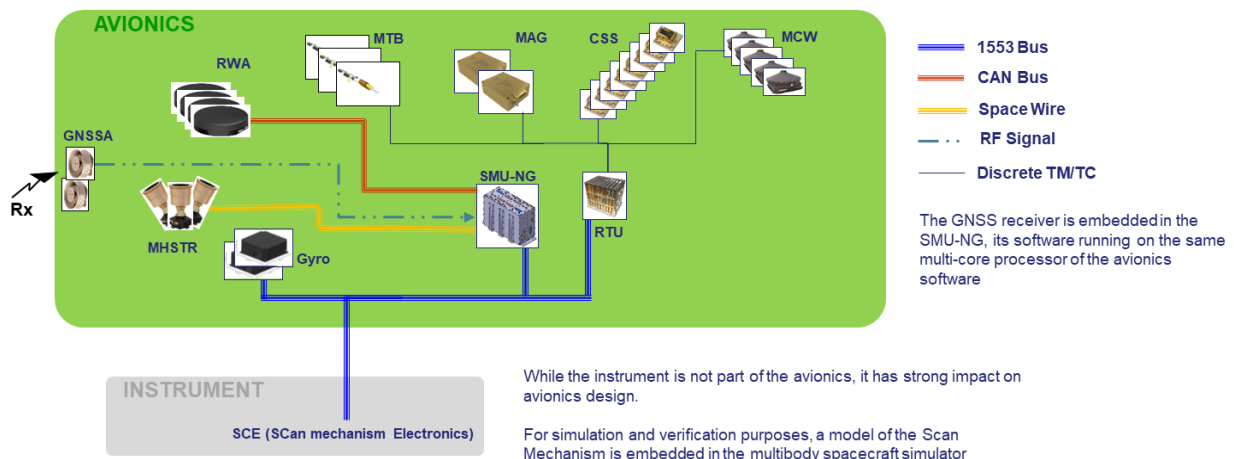 AVIONICS
MTB
MAG
CSS
MCW
RWA
GNSSA
Rx
MHSTR
Gyro
SMU-NG
RTU
1553 Bus
CAN Bus
Space Wire
RF Signal
Discrete TM/TC
The GNSS receiver is embedded in the
SMU-NG, its software running on the same
multi-core processor of the avionics
software
INSTRUMENT
SCE (SCan mechanism Electronics)
While the instrument is not part of the avionics, it has strong impact on
avionics design.
For simulation and verification purposes, a model of the Scan
Mechanism is embedded in the multibody spacecraft simulator